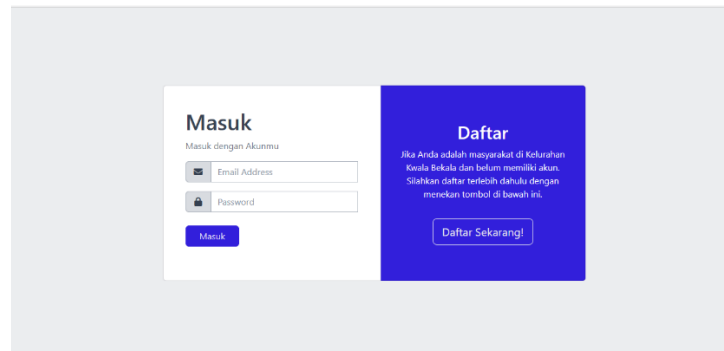 Masuk
Masuk dengan Akunmu
Email Address
Password
Masuk
Daftar
Jika Anda adalah masyarakat di Kelurahan
Kwala Bekala dan belum memiliki akun.
Silahkan daftar terlebih dahulu dengan
menekan tombol di bawah ini.
Daftar Sekarang!